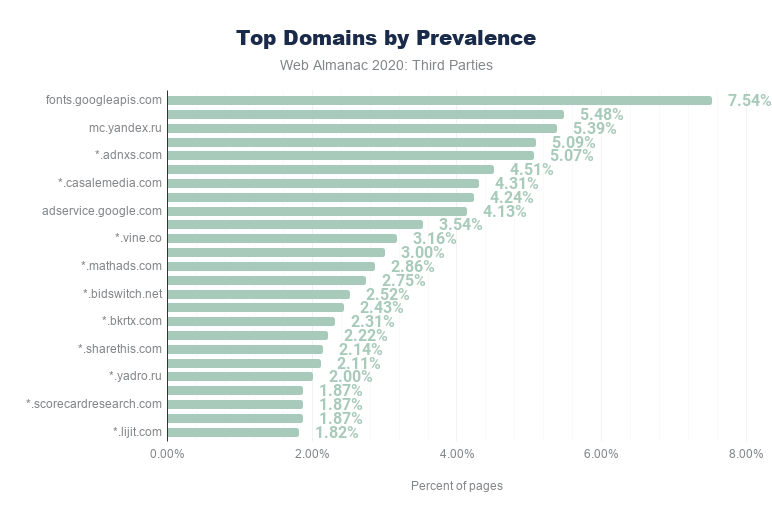 Top Domains by Prevalence
Web Almanac 2020: Third Parties
fonts.googleapis.com 7.54%
5.48%
mc.yandex.ru 5.39%
5.09%
*.adnxs.com 5.07%
4.51%
*.casalemedia.com 4.31%
4.24%
adservice.google.com 4.13%
3.54%
*.vine.co 3.16%
3.00%
*.mathads.com 2.86%
2.75%
*.bidswitch.net 2.52%
2.43%
*.bkrtx.com 2.31%
2.22%
*.sharethis.com 2.14%
2.11%
*.yadro.ru 2.00%
1.87%
*.scorecardresearch.com 1.87%
1.87%
*.lijit.com 1.82%
0.00% 2.00% 4.00% 6.00% 8.00%
Percent of pages